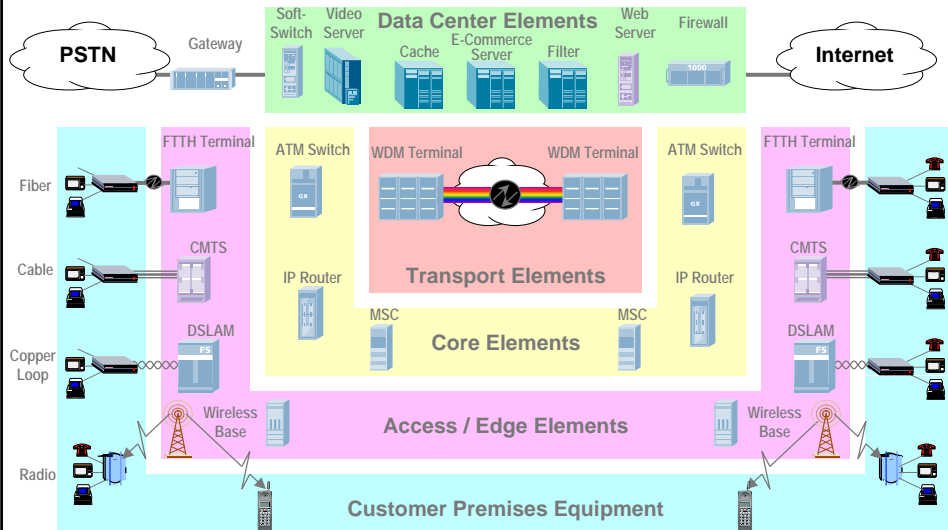 Data Center Elements
PSTN
Gateway
Soft-
Switch
Video
Server
Cache
E-Commerce
Server
Filter
Web
Server
Firewall
1000
Internet
FTTH Terminal
ATM Switch
WDM Terminal
WDM Terminal
ATM Switch
FTTH Terminal
Fiber
GX
GX
CMTS
CMTS
Cable
IP Router
Transport Elements
IP Router
MSC
MSC
DSLAM
Core Elements
DSLAM
Copper
Loop
FS
FS
Wireless
Base
Access / Edge Elements
Wireless
Base
Radio
Customer Premises Equipment